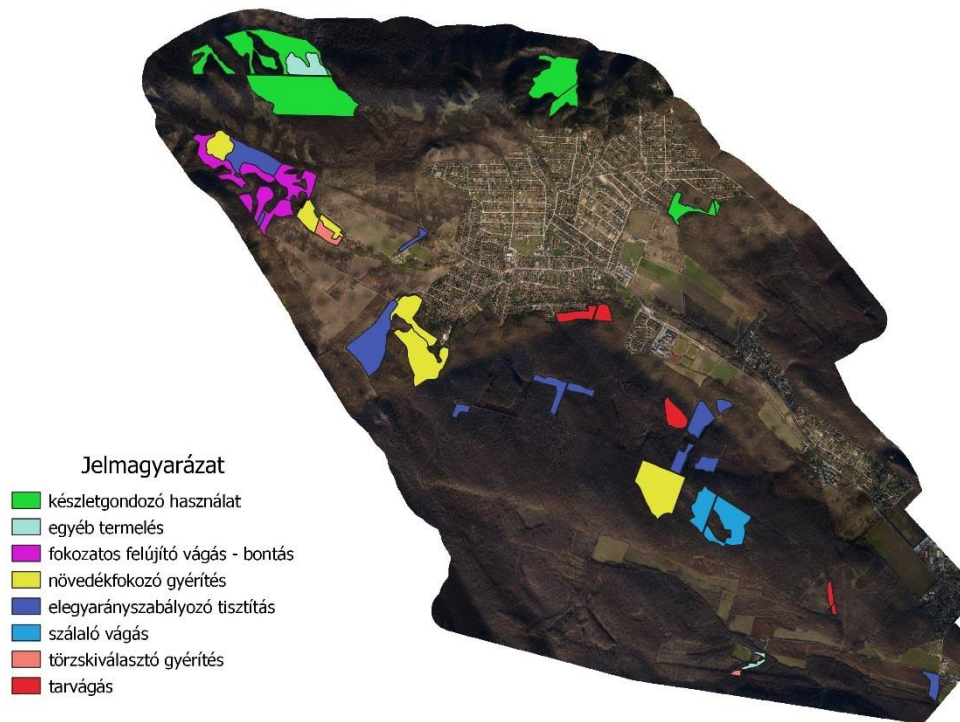 Jelmagyarázat
készletgondozó használat
egyéb termelés
fokozatos felújító vágás - bontás
növedékfokozó gyérítés
elegyarányszabályozó tisztítás
szálaló vágás
törzskiválasztó gyérítés
tarvágás